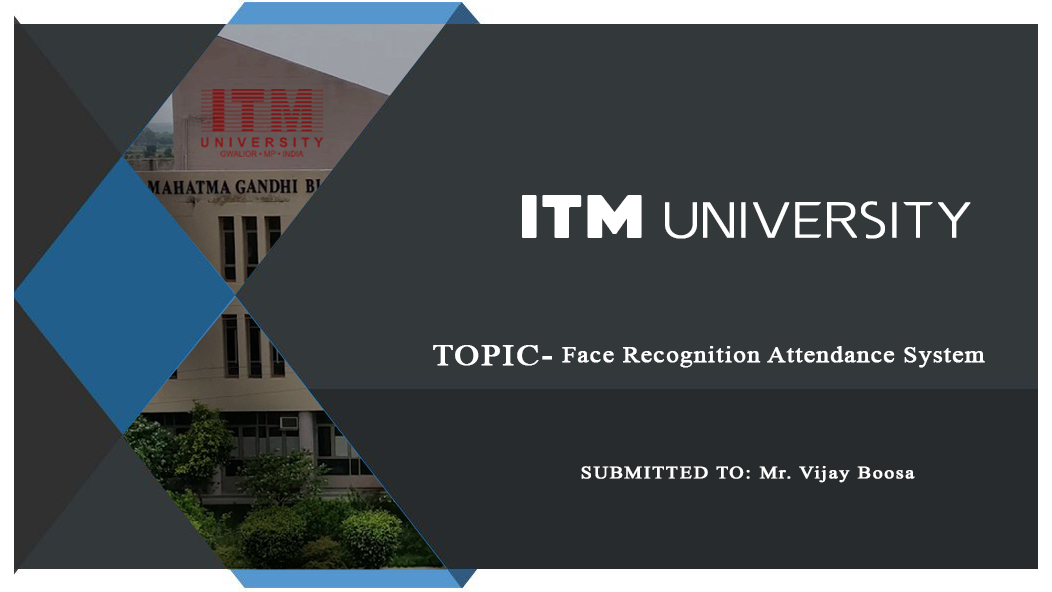 ITM
UNIVERSITY
GWALIOR • MP • INDIA
MAHATMA GANDHI
ITM UNIVERSITY
TOPIC- Face Recognition Attendance System
SUBMITTED TO: Mr. Vijay Boosa